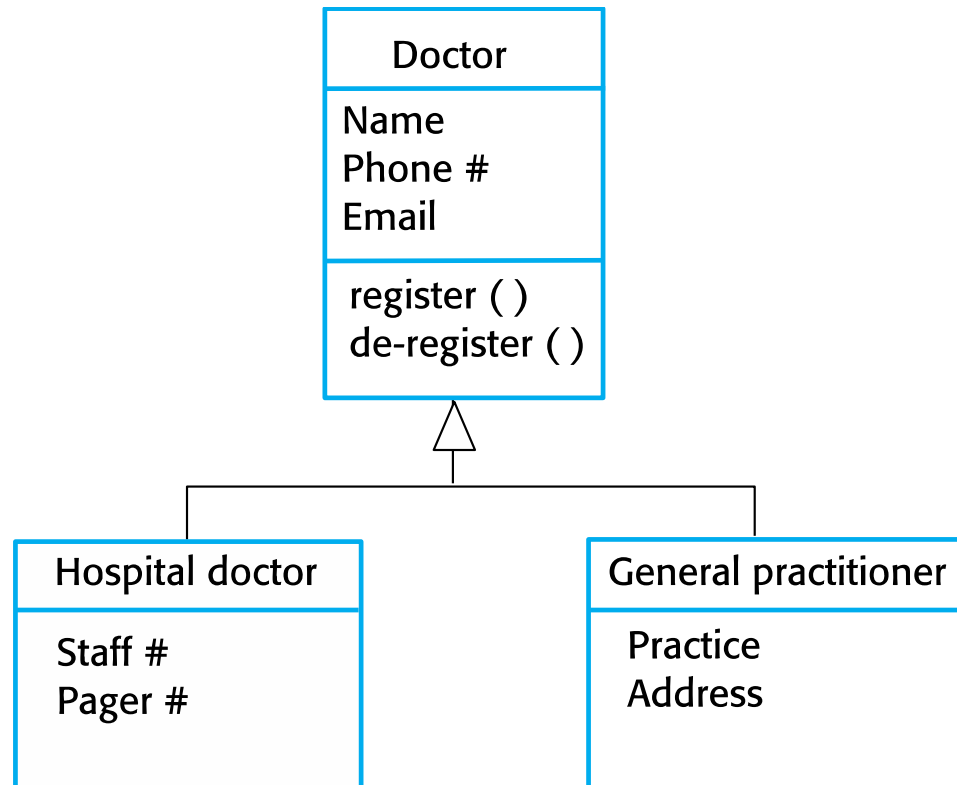 Doctor
Name
Phone #
Email
register ( )
de-register ( )
Hospital doctor
Staff #
Pager #
General practitioner
Practice
Address